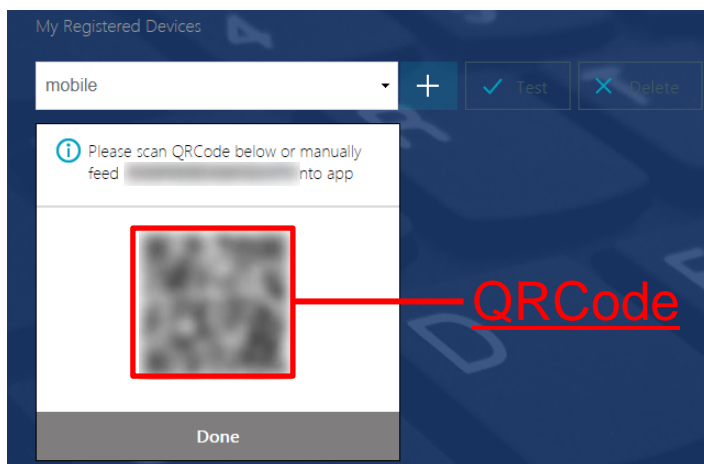 My Registered Devices
mobile
+
Test
Delete
Please scan QRCode below or manually
feed nto app
QRCode
Done